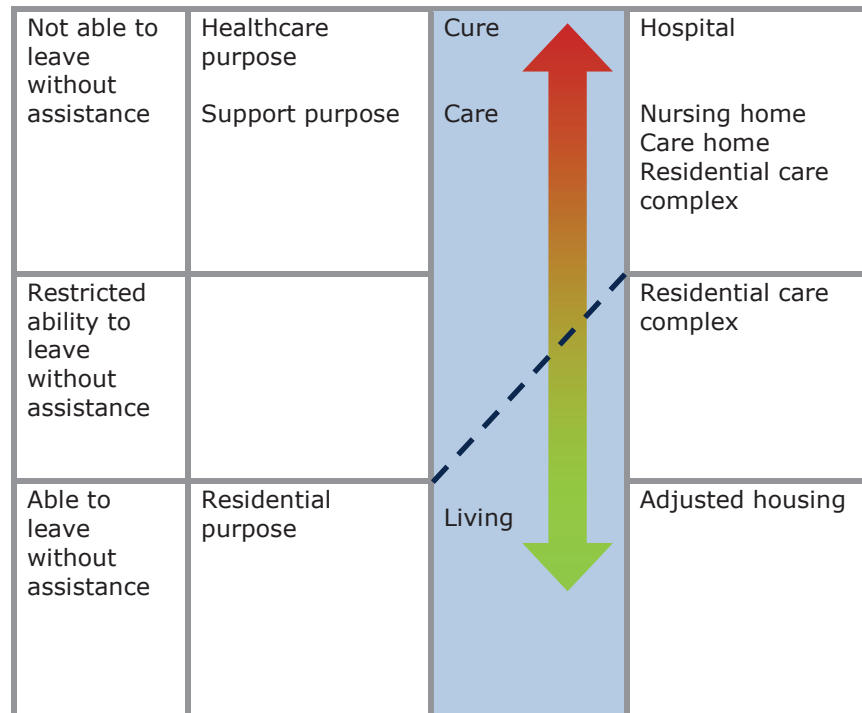 Not able to
leave
without
assistance
Healthcare
purpose
Support purpose
Cure
Care
Hospital
Nursing home
Care home
Residential care
complex
Restricted
ability to
leave
without
assistance
Residential care
complex
Able to
leave
without
assistance
Residential
purpose
Living
Adjusted housing